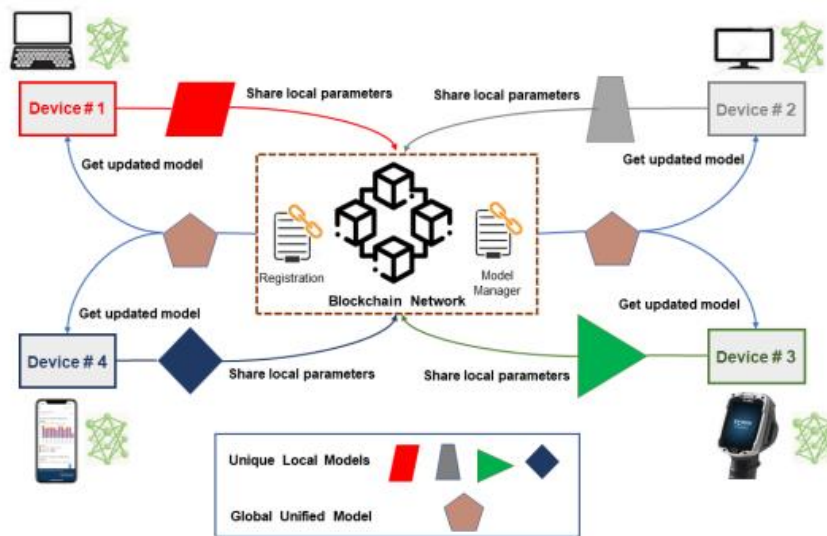 Device # 1
Share local parameters
Share local parameters
Device # 2
Get updated model
Get updated model
Registration
Model
Manager
Blockchain Network
Get updated model
Get updated model
Device # 4
Share local parameters
Share local parameters
Device # 3
Unique Local Models
Global Unified Model